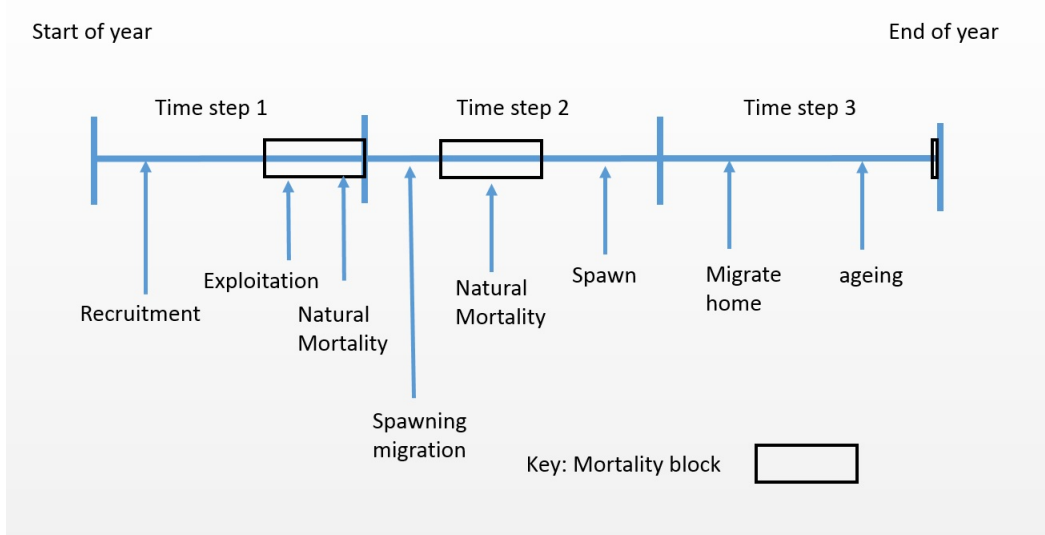 Start of year
End of year
Time step 1
Time step 2
Time step 3
Recruitment
Exploitation
Natural
Mortality
Spawning
migration
Natural
Mortality
Spawn
Migrate
home
ageing
Key: Mortality block